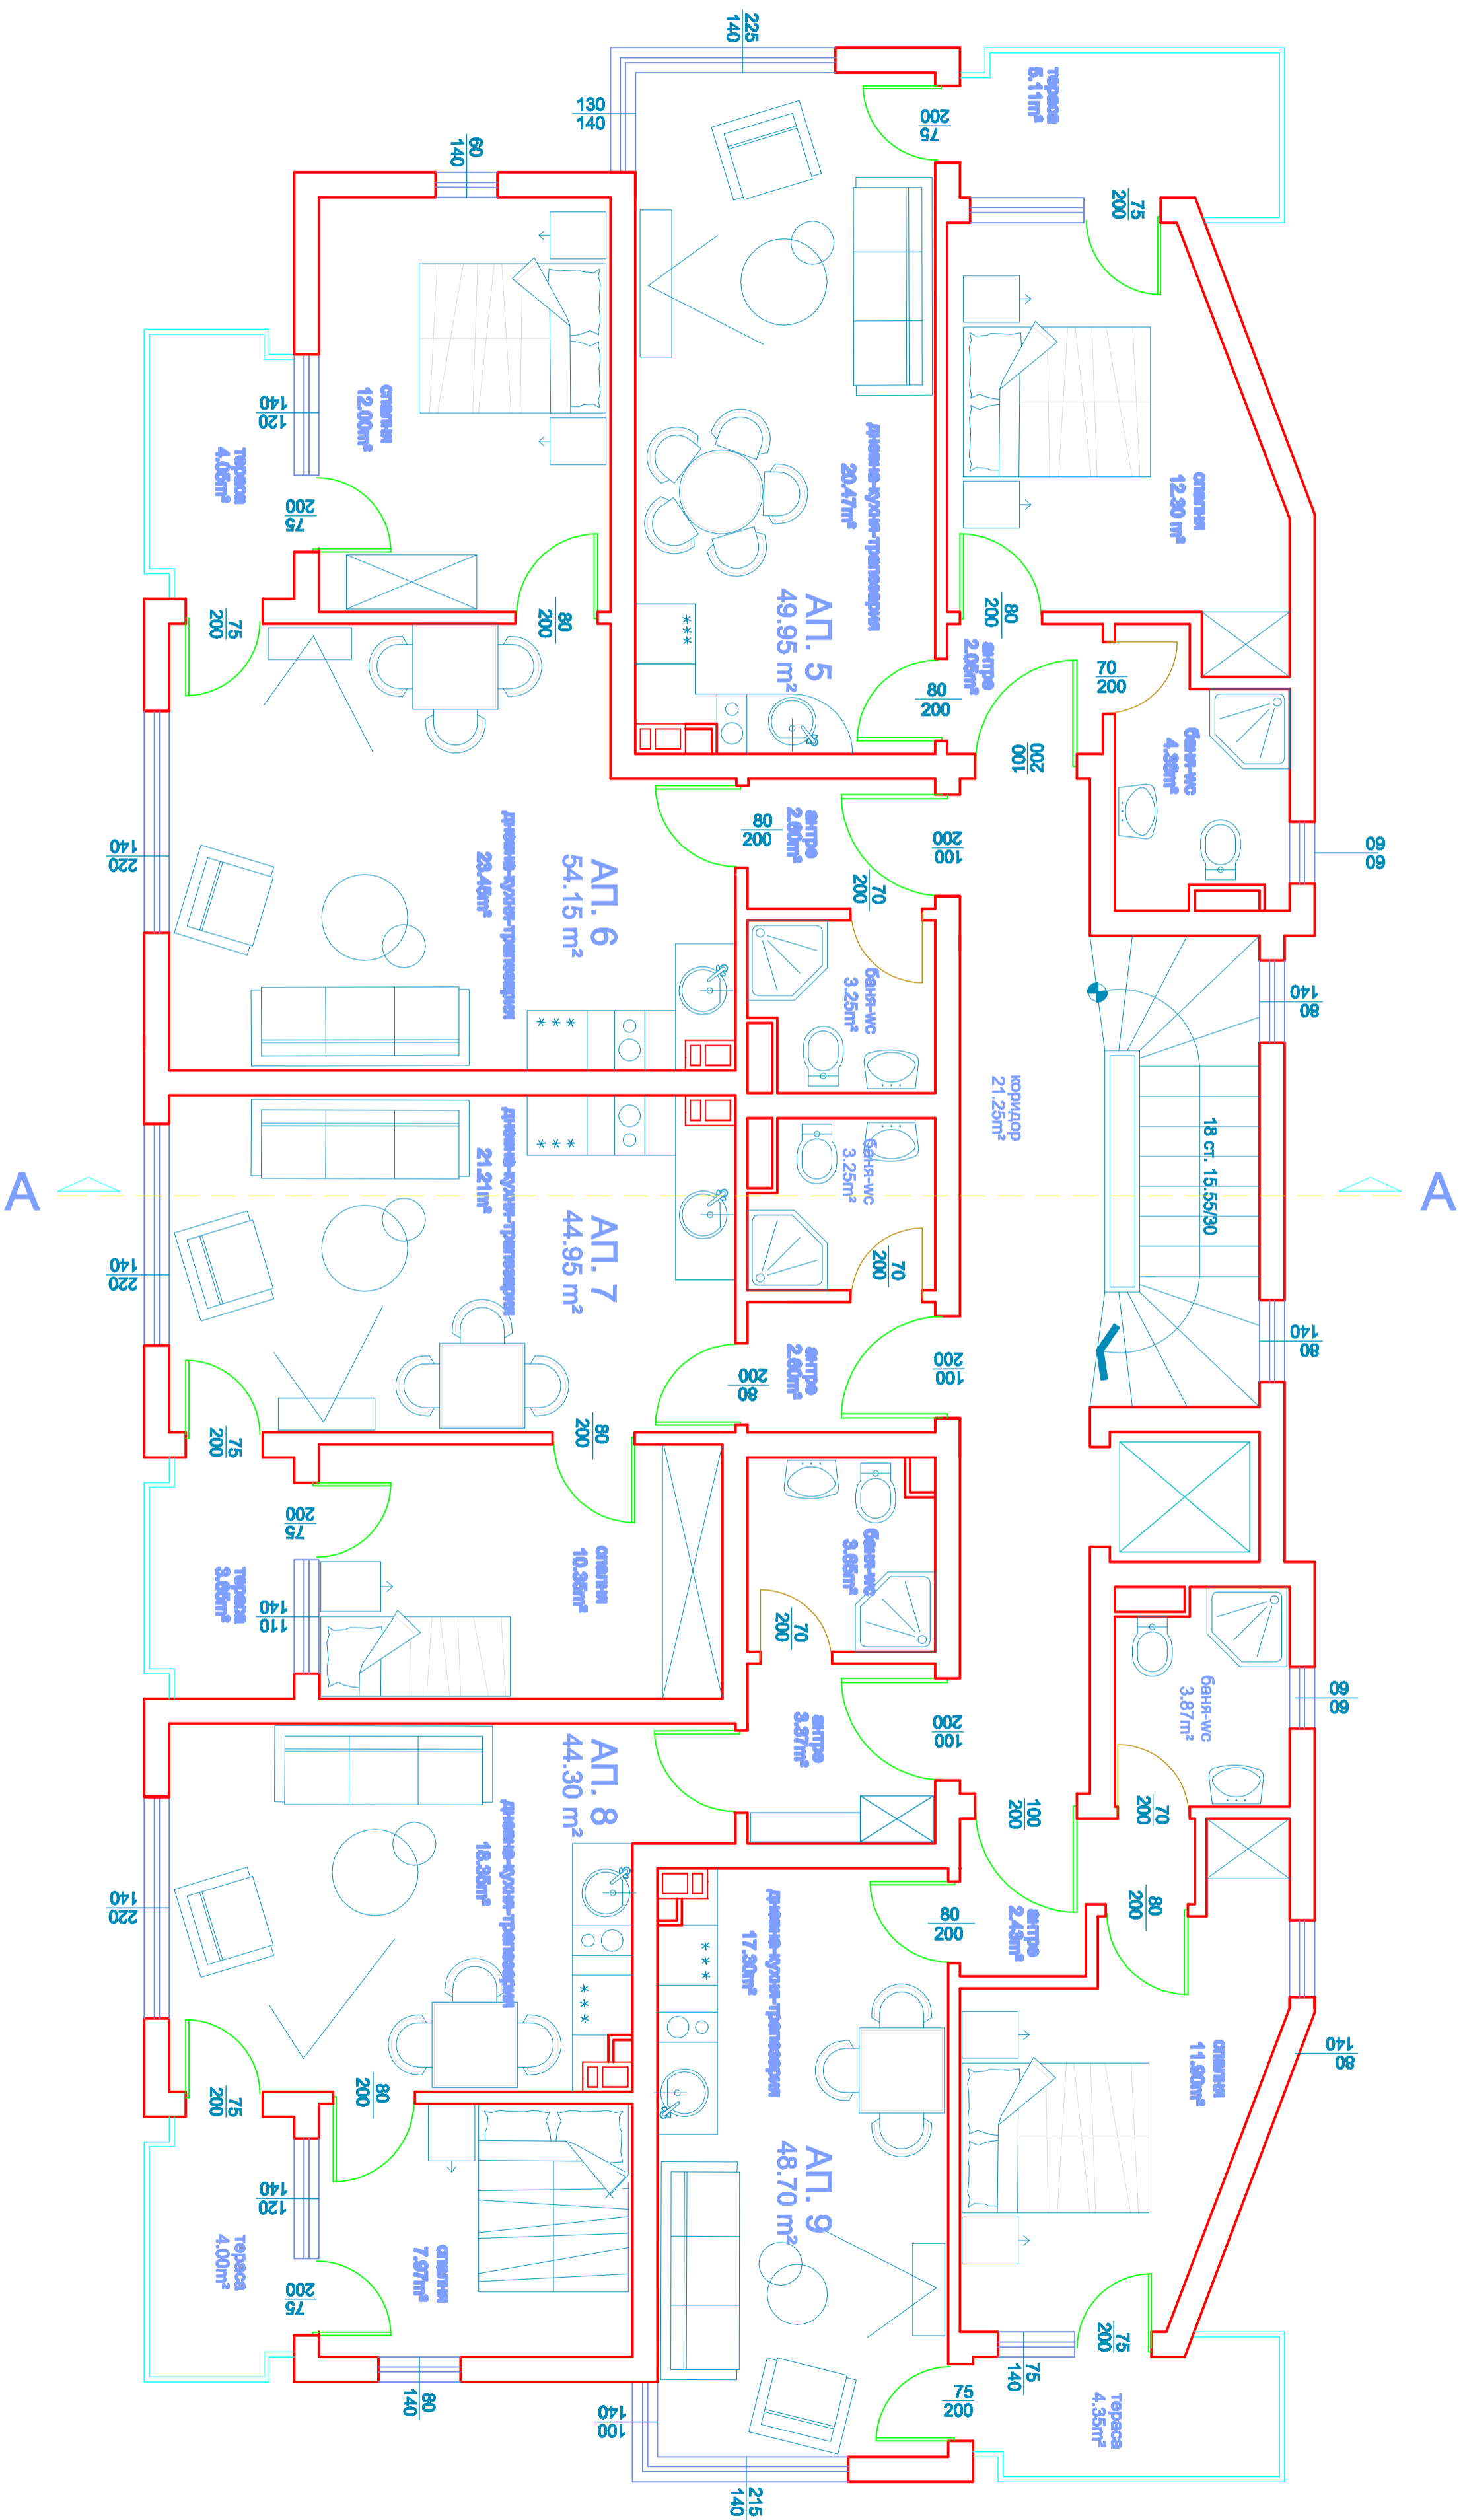 225
140
тераса
5.11m²
130
140
75
200
60
140
75
200
спалня
12.00m²
140
120
тераса
4.05m²
дневна-кухня-трапезария
20.47m²
спалня
12.30 m²
75
200
АП. 5
49.95 m²
80
200
75
200
80
200
***
антре
2.05m²
80
200
70
200
100
200
баня-wc
4.38m²
140
220
дневна-кухня-трапезария
23.45m²
АП. 6
54.15 m²
80
200
антре
2.60m²
100
200
60
60
70
200
баня-wc
3.25m²
140
80
***
коридор
21.25m²
18 ст. 15.55/30
***
баня-wc
3.25m²
А
А
дневна-кухня-трапезария
21.21m²
АП. 7
44.95 m²
140
220
70
200
140
80
антре
2.60m²
80
200
100
200
75
200
80
200
75
200
спалня
10.35m²
тераса
3.65m²
140
110
баня-wc
3.65m²
70
200
баня-wc
3.87m²
60
60
антре
3.37m²
100
200
АП. 8
44.30 m²
дневна-кухня-трапезария
18.35m²
140
220
100
200
70
200
80
200
80
200
антре
2.43m²
дневна-кухня-трапезария
17.30m²
***
***
спалня
11.90m²
140
80
75
200
80
200
АП. 9
48.70 m²
140
120
тераса
4.00m²
спалня
7.97m²
75
200
75
200
75
140
80
140
75
200
тераса
4.35m²
140
100
215
140